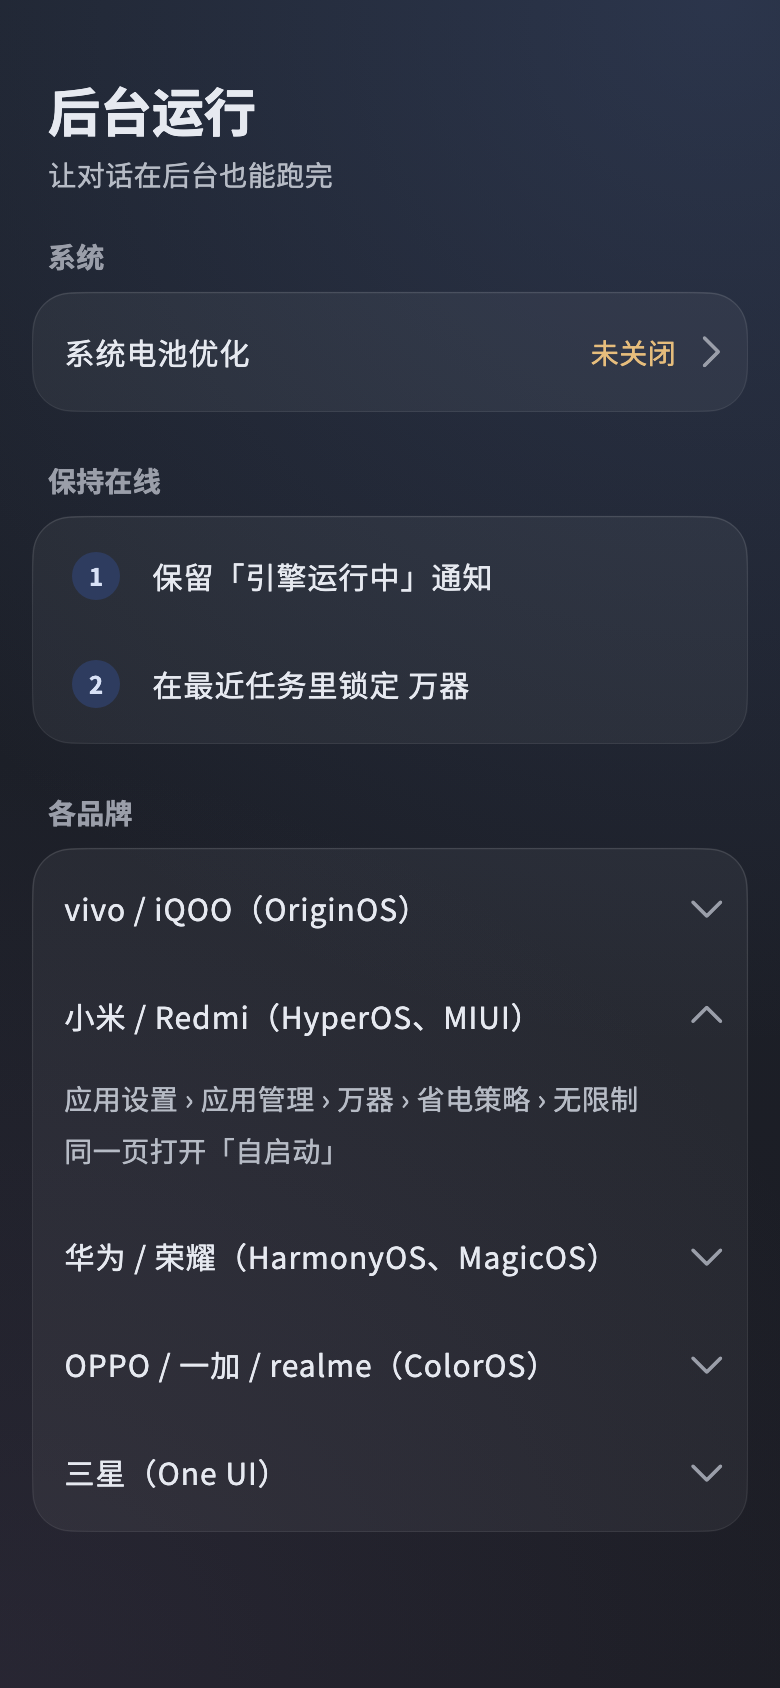 后台运行
让对话在后台也能跑完
系统
系统电池优化 未关闭
保持在线
1 保留「引擎运行中」通知
2 在最近任务里锁定 万器
各品牌
vivo / iQOO（OriginOS）
小米 / Redmi（HyperOS、MIUI）
应用设置 › 应用管理 › 万器 › 省电策略 › 无限制
同一页打开「自启动」
华为 / 荣耀（HarmonyOS、MagicOS）
OPPO / 一加 / realme（ColorOS）
三星（One UI）